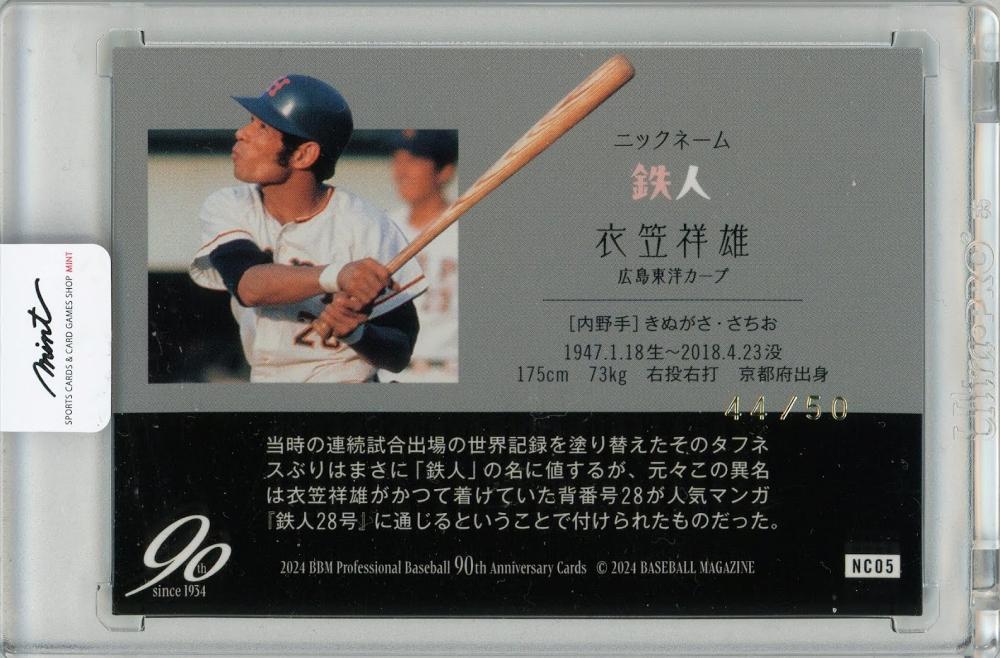 H
ニックネーム
鉄人
衣笠祥雄
広島東洋カープ
[内野手]きぬがさ・さちお
1947.1.18生～2018.4.23没
175cm 73kg 右投右打 京都府出身
44/50
当時の連続試合出場の世界記録を塗り替えたそのタフネ
スぶりはまさに「鉄人」の名に値するが、元々この異名
は衣笠祥雄がかつて着けていた背番号28が人気マンガ
『鉄人28号』に通じるということで付けられたものだった。
90th
since 1934
2024 BBM Professional Baseball 90th Anniversary Cards © 2024 BASEBALL MAGAZINE
NC05
mint
SPORTS CARDS & CARD GAMES SHOP MINT
Ultra•PRO